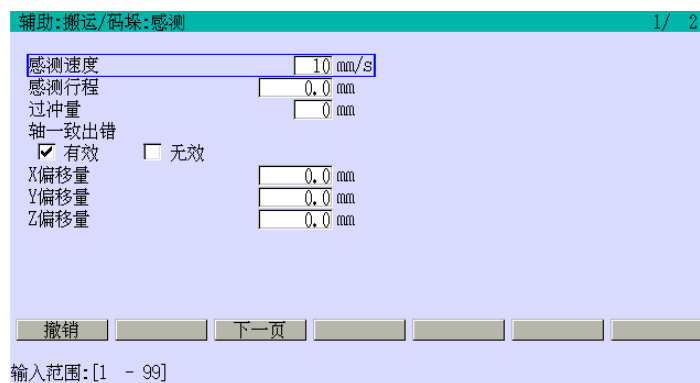 辅助:搬运/码垛:感测 1/ 2
感测速度 10 mm/s
感测行程 0.0 mm
过冲量 0 mm
轴一致出错
有效 无效
X偏移量 0.0 mm
Y偏移量 0.0 mm
Z偏移量 0.0 mm
撤销 下一页
输入范围:[1 - 99]